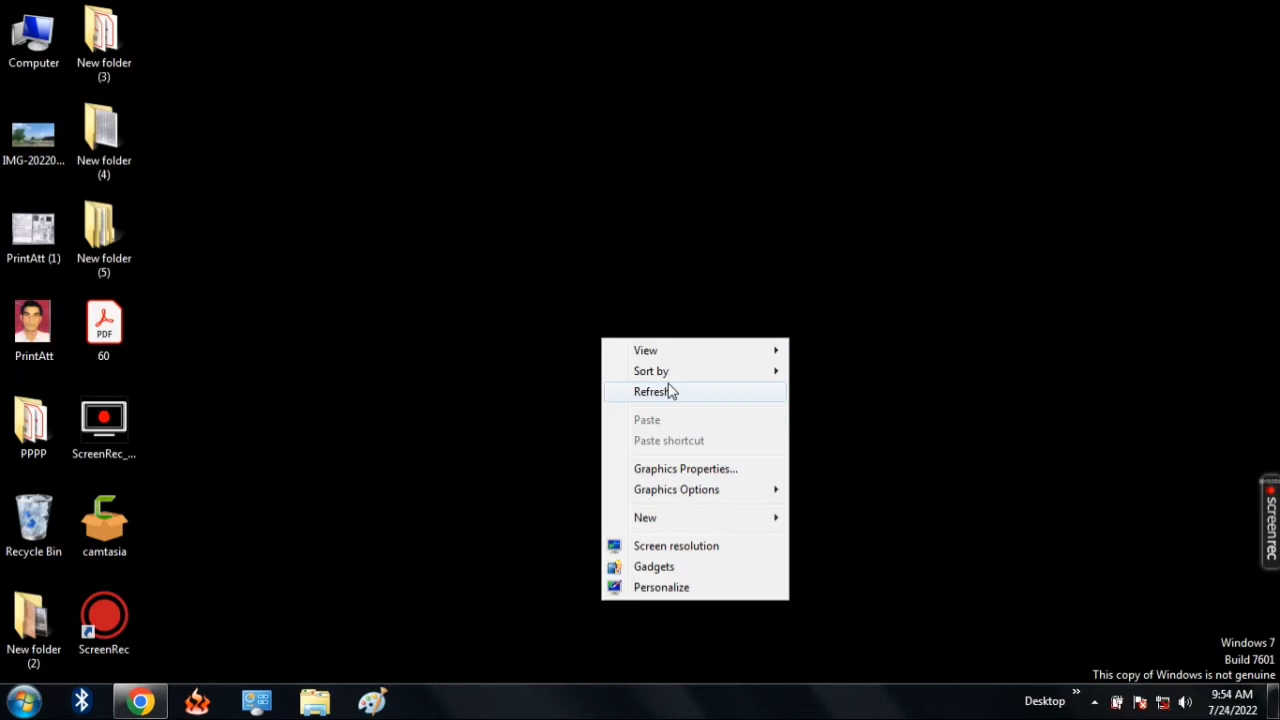 Computer
New folder
(3)
IMG-20220...
New folder
(4)
PrintAtt (1)
New folder
(5)
PrintAtt
PDF
60
PPPP
ScreenRec_...
Recycle Bin
camtasia
New folder
(2)
ScreenRec
View
Sort by
Refresh
Paste
Paste shortcut
Graphics Properties...
Graphics Options
New
Screen resolution
Gadgets
Personalize
screenrec
Windows 7
Build 7601
This copy of Windows is not genuine
Desktop
9:54 AM
7/24/2022